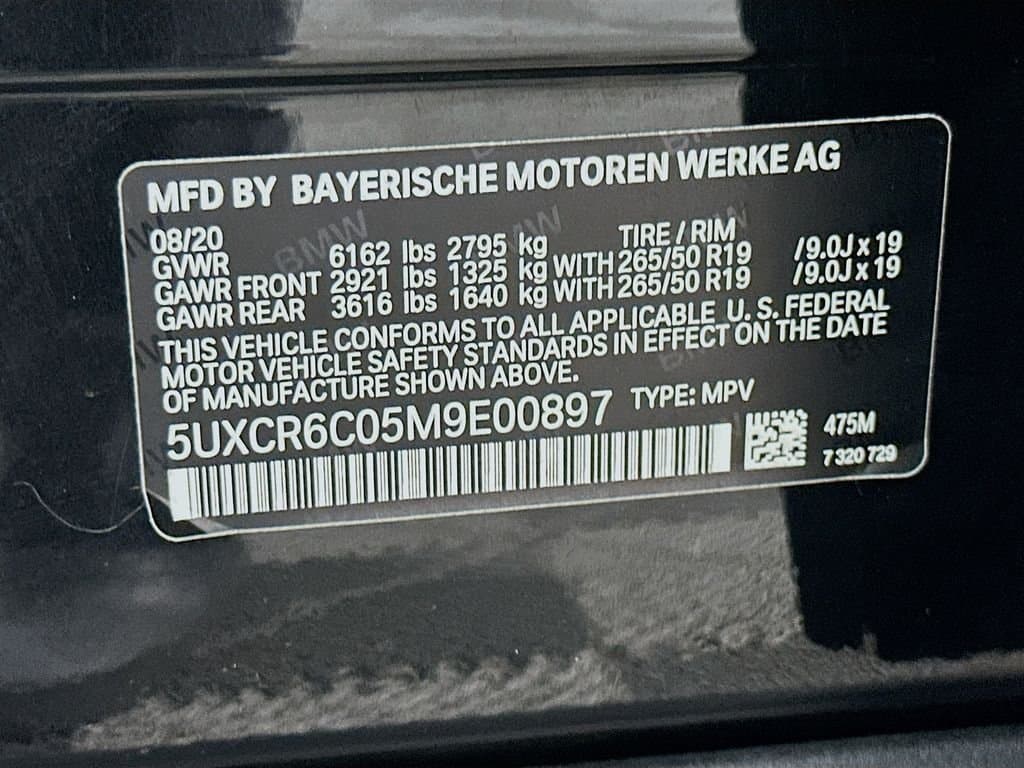 MFD BY BAYERISCHE MOTOREN WERKE AG
08/20 TIRE / RIM
GVWR 6162 lbs 2795 kg
GAWR FRONT 2921 lbs 1325 kg WITH 265/50 R19 /9.0J x 19
GAWR REAR 3616 lbs 1640 kg WITH 265/50 R19 /9.0J x 19
THIS VEHICLE CONFORMS TO ALL APPLICABLE U. S. FEDERAL
MOTOR VEHICLE SAFETY STANDARDS IN EFFECT ON THE DATE
OF MANUFACTURE SHOWN ABOVE.
5UXCR6C05M9E00897 TYPE: MPV
475M
7 320 729